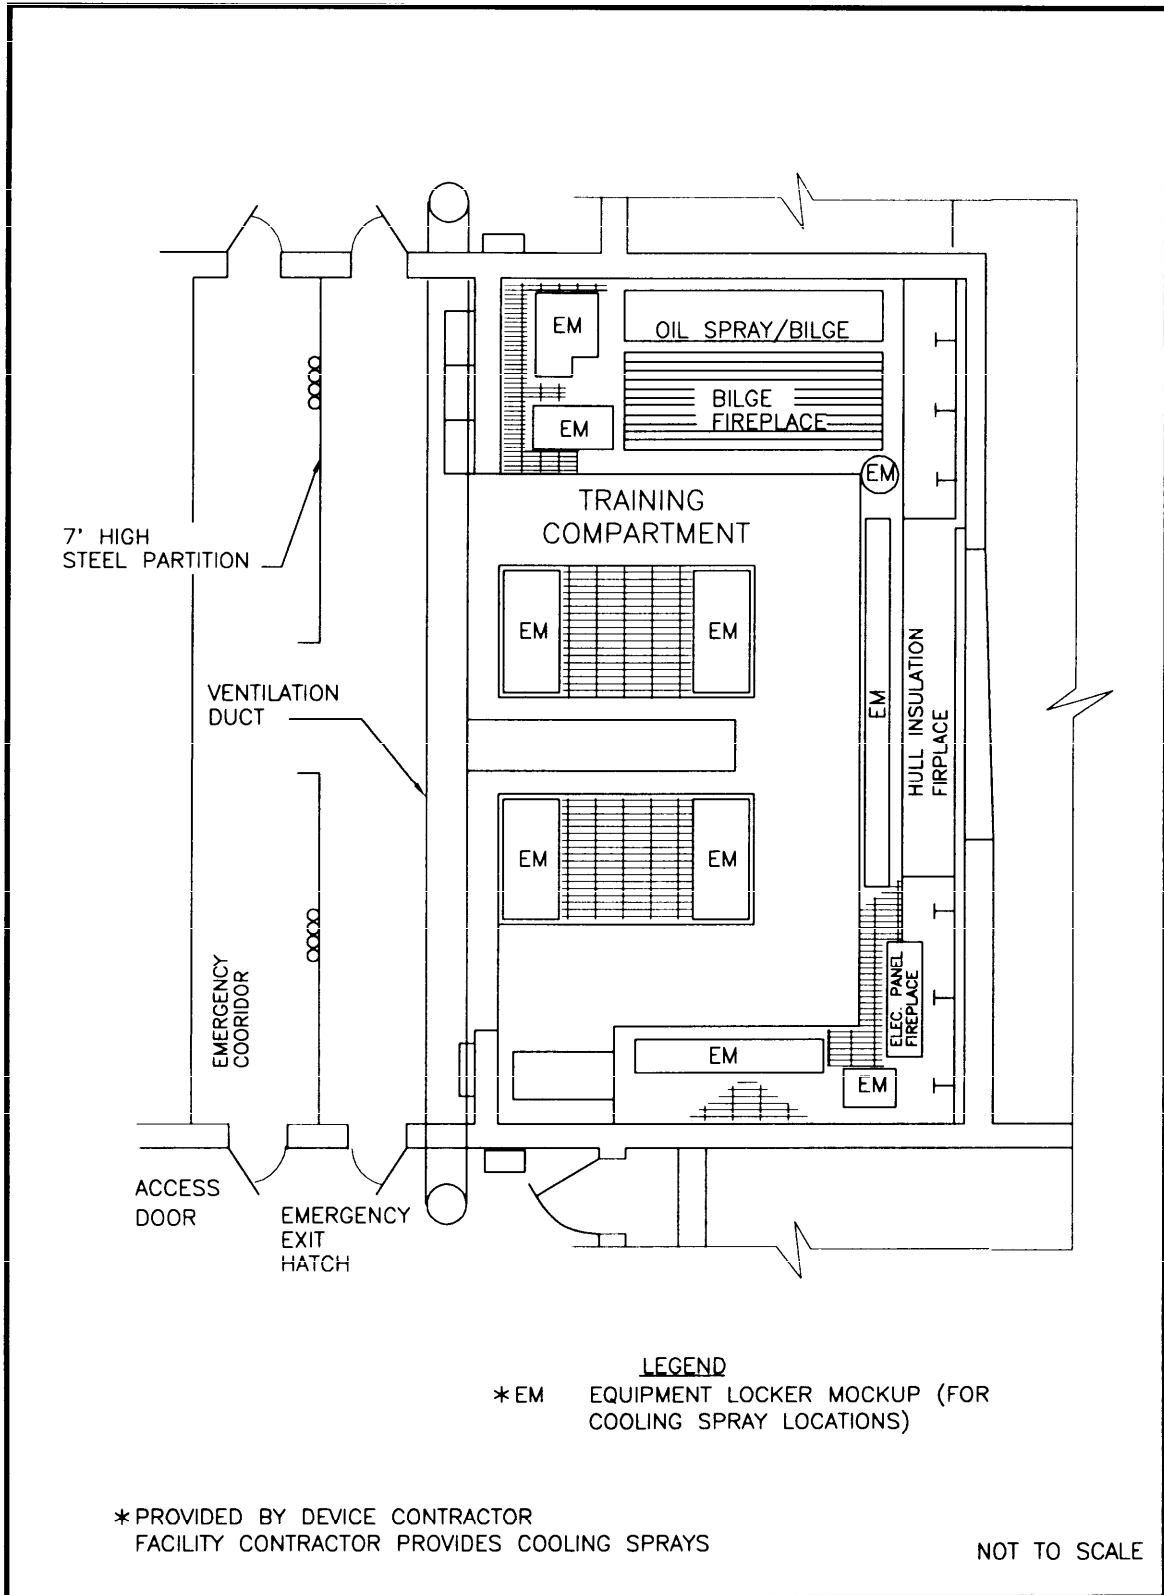 EM
OIL SPRAY/BILGE
BILGE
FIREPLACE
EM
EM
TRAINING
COMPARTMENT
7' HIGH
STEEL PARTITION
EM
EM
VENTILATION
DUCT
EM
HULL INSULATION
FIRPLACE
EM
EM
EMERGENCY
COORIDOR
ELEC. PANEL
FIREPLACE
EM
EM
ACCESS
DOOR
EMERGENCY
EXIT
HATCH
LEGEND
*EM EQUIPMENT LOCKER MOCKUP (FOR
COOLING SPRAY LOCATIONS)
*PROVIDED BY DEVICE CONTRACTOR
FACILITY CONTRACTOR PROVIDES COOLING SPRAYS
NOT TO SCALE